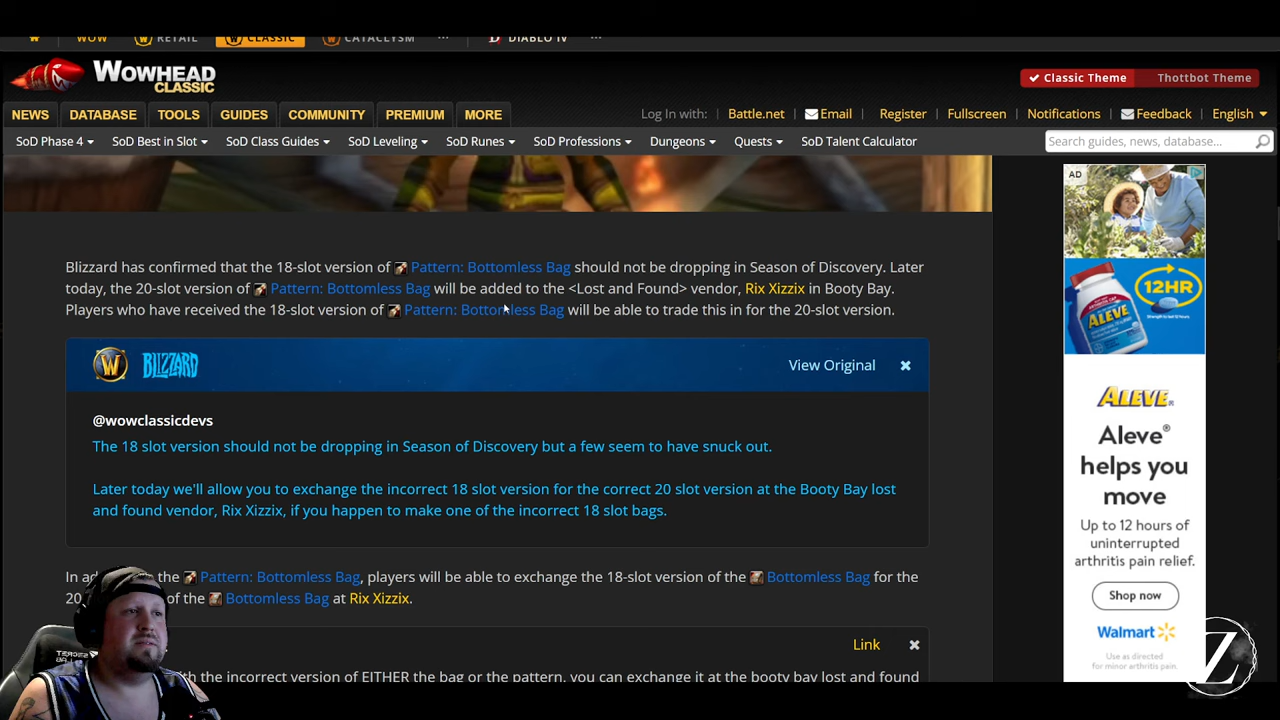 WOW RETAIL CLASSIC CATACLYSM ... DIABLO IV ...
WOWHEAD
CLASSIC
Classic Theme Thottbot Theme
NEWS DATABASE TOOLS GUIDES COMMUNITY PREMIUM MORE
Log In with: Battle.net Email Register Fullscreen Notifications Feedback English
SoD Phase 4 SoD Best in Slot SoD Class Guides SoD Leveling SoD Runes SoD Professions Dungeons Quests SoD Talent Calculator
Search guides, news, database...
Blizzard has confirmed that the 18-slot version of Pattern: Bottomless Bag should not be dropping in Season of Discovery. Later
today, the 20-slot version of Pattern: Bottomless Bag will be added to the <Lost and Found> vendor, Rix Xizzix in Booty Bay.
Players who have received the 18-slot version of Pattern: Bottomless Bag will be able to trade this in for the 20-slot version.
W BLIZZARD View Original
@wowclassicdevs
The 18 slot version should not be dropping in Season of Discovery but a few seem to have snuck out.
Later today we'll allow you to exchange the incorrect 18 slot version for the correct 20 slot version at the Booty Bay lost
and found vendor, Rix Xizzix, if you happen to make one of the incorrect 18 slot bags.
In ad the Pattern: Bottomless Bag, players will be able to exchange the 18-slot version of the Bottomless Bag for the
20 of the Bottomless Bag at Rix Xizzix.
Link
with the incorrect version of EITHER the bag or the pattern, you can exchange it at the booty bay lost and found
AD
12HR
ALEVE
ALEVE
Aleve®
helps you
move
Up to 12 hours of
uninterrupted
arthritis pain relief.
Shop now
Walmart
Use as directed
for minor arthritis pain.
Z